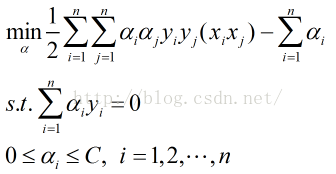 min_α 1/2 ∑_{i=1}^{n} ∑_{j=1}^{n} α_i α_j y_i y_j (x_i x_j) − ∑_{i=1}^{n} α_i
s.t. ∑_{i=1}^{n} α_i y_i = 0
http://blog.csdn.net/
0 ≤ α_i ≤ C, i = 1,2,⋯,n